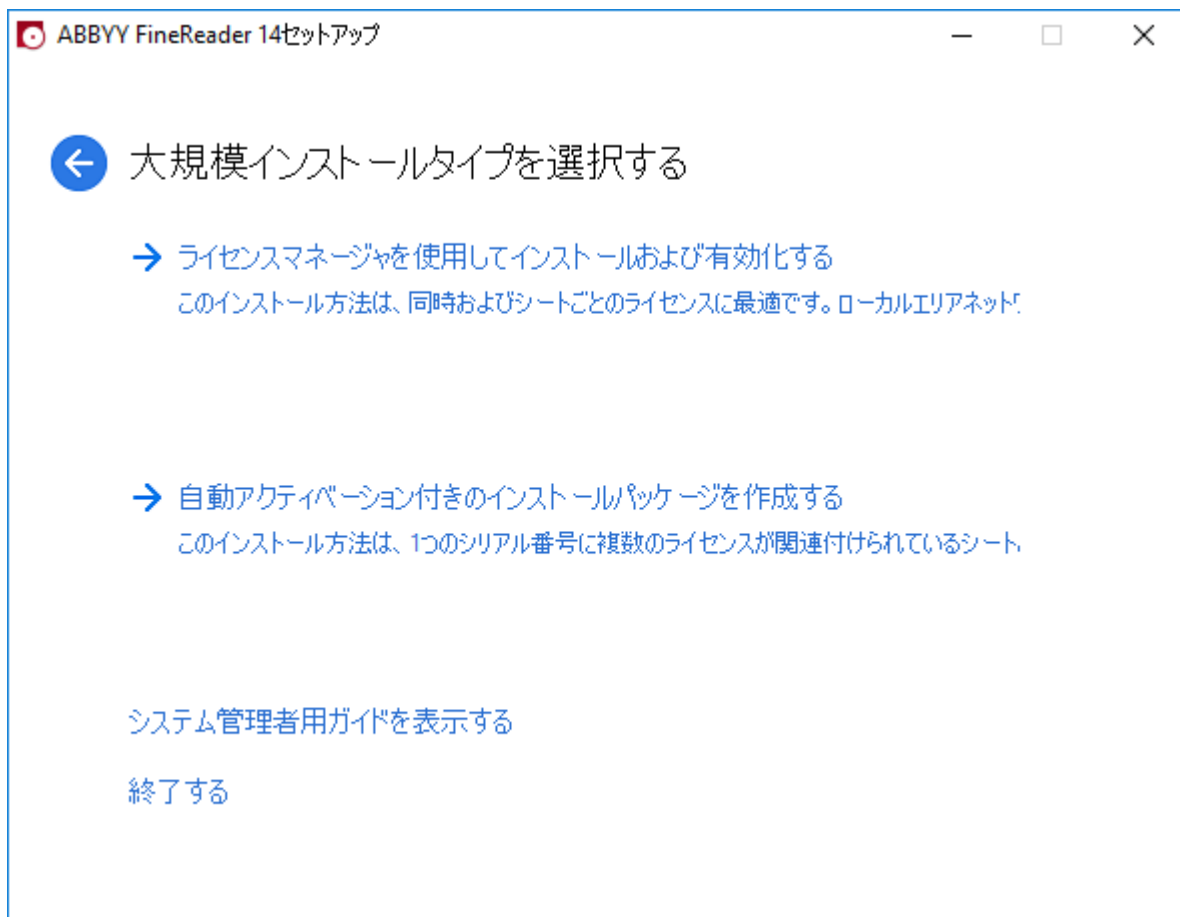 ABBYY FineReader 14セットアップ
大規模インストールタイプを選択する
ライセンスマネージャを使用してインストールおよび有効化する
このインストール方法は、同時およびシートごとのライセンスに最適です。ローカルエリアネット
自動アクティベーション付きのインストールパッケージを作成する
このインストール方法は、1つのシリアル番号に複数のライセンスが関連付けられているシート
システム管理者用ガイドを表示する
終了する